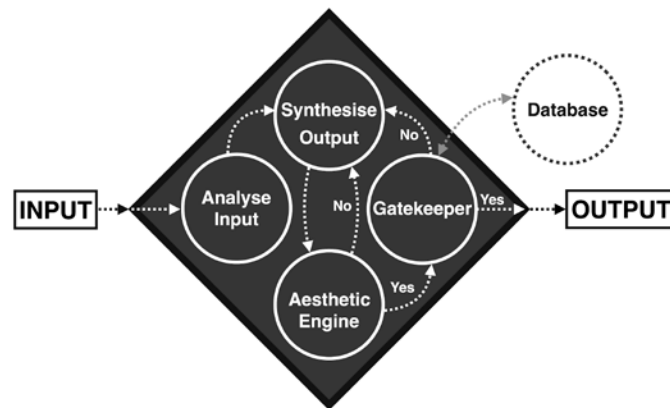 Synthesise
Output
Database
No
Analyse
Input
INPUT
No
Gatekeeper
Yes
OUTPUT
Aesthetic
Engine
Yes